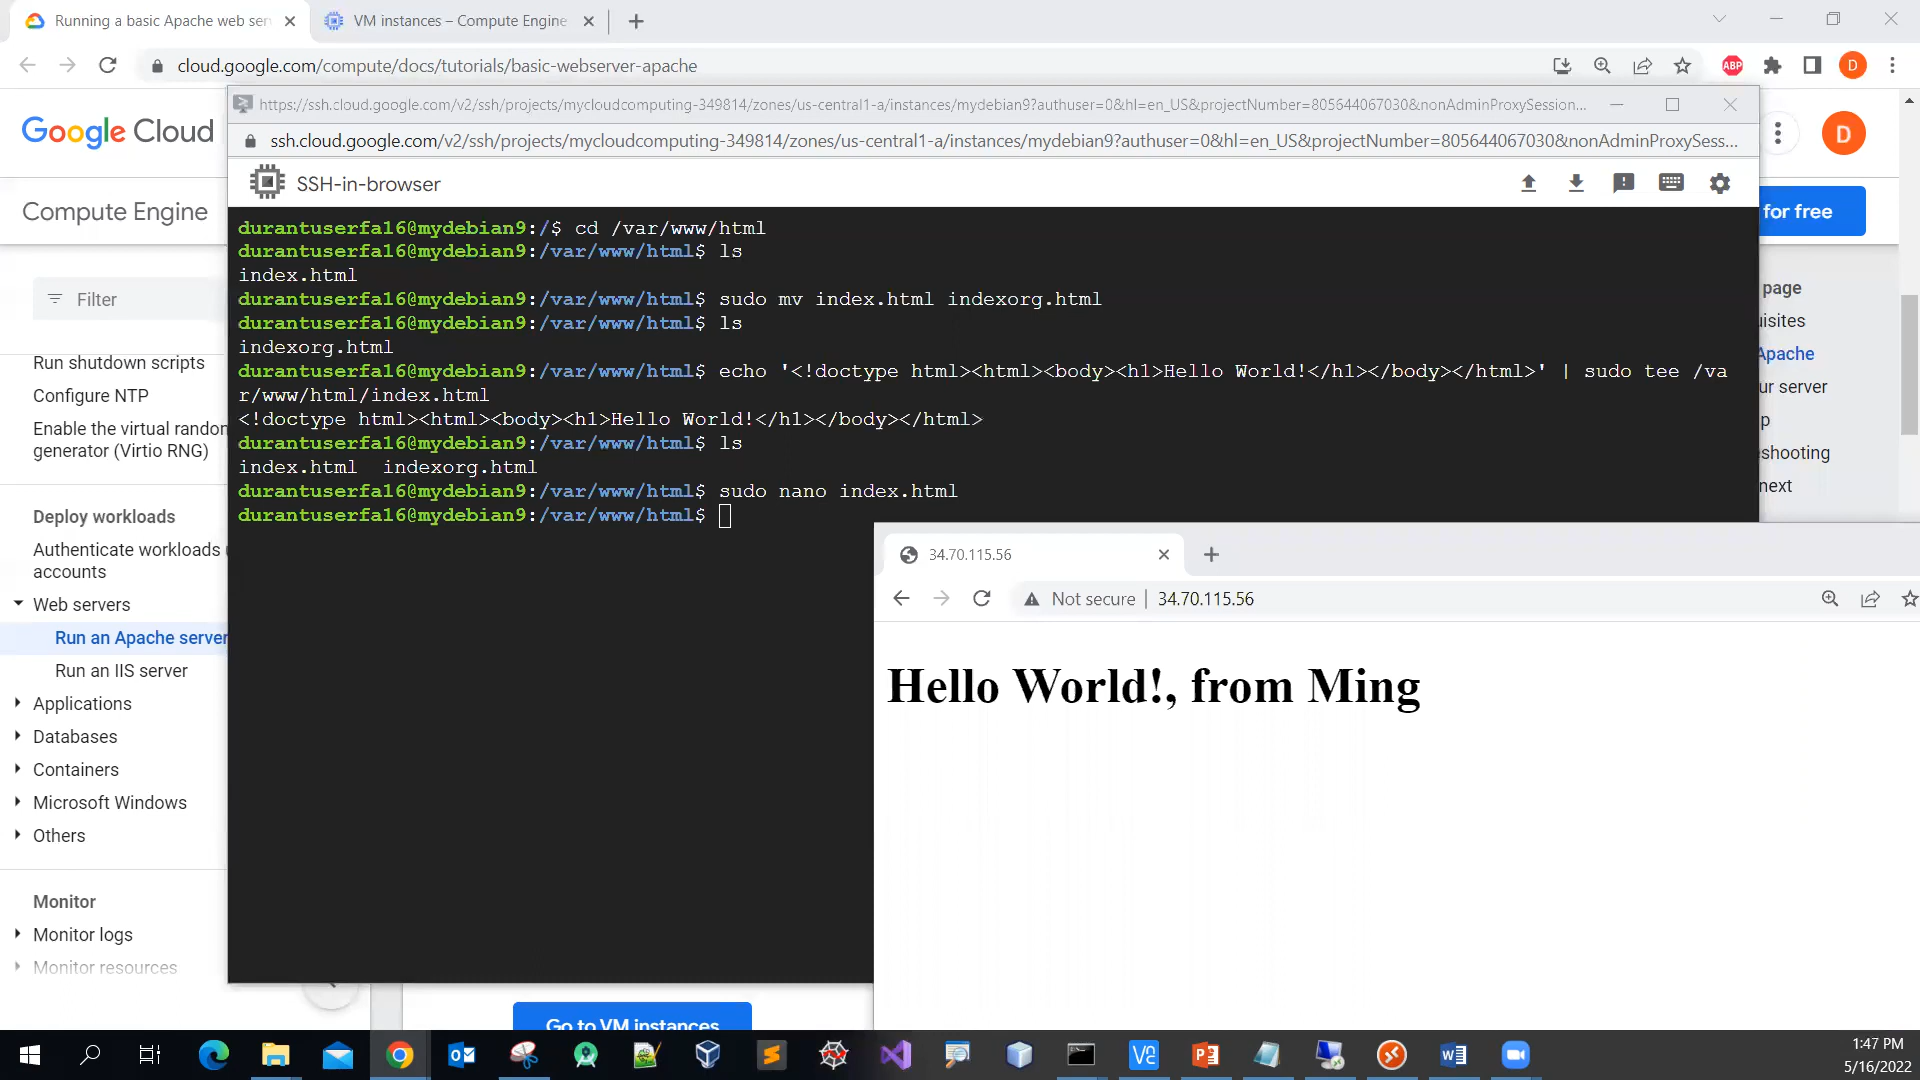 Running a basic Apache web ser
VM instances – Compute Engine
cloud.google.com/compute/docs/tutorials/basic-webserver-apache
ABP
D
https://ssh.cloud.google.com/v2/ssh/projects/mycloudcomputing-349814/zones/us-central1-a/instances/mydebian9?authuser=0&hl=en_US&projectNumber=805644067030&nonAdminProxySession...
ssh.cloud.google.com/v2/ssh/projects/mycloudcomputing-349814/zones/us-central1-a/instances/mydebian9?authuser=0&hl=en_US&projectNumber=805644067030&nonAdminProxySess...
Google Cloud
D
SSH-in-browser
Compute Engine
for free
durantuserfa16@mydebian9:/$ cd /var/www/html
durantuserfa16@mydebian9:/var/www/html$ ls
index.html
durantuserfa16@mydebian9:/var/www/html$ sudo mv index.html indexorg.html
durantuserfa16@mydebian9:/var/www/html$ ls
indexorg.html
durantuserfa16@mydebian9:/var/www/html$ echo '<!doctype html><html><body><h1>Hello World!</h1></body></html>' | sudo tee /va
r/www/html/index.html
<!doctype html><html><body><h1>Hello World!</h1></body></html>
durantuserfa16@mydebian9:/var/www/html$ ls
index.html  indexorg.html
durantuserfa16@mydebian9:/var/www/html$ sudo nano index.html
durantuserfa16@mydebian9:/var/www/html$
Filter
Run shutdown scripts
Configure NTP
Enable the virtual random
generator (Virtio RNG)
Deploy workloads
Authenticate workloads
accounts
Web servers
Run an Apache server
Run an IIS server
Applications
Databases
Containers
Microsoft Windows
Others
Monitor
Monitor logs
Monitor resources
page
uisites
Apache
ur server
p
eshooting
next
34.70.115.56
Not secure | 34.70.115.56
Hello World!, from Ming
Go to VM instances
1:47 PM
5/16/2022